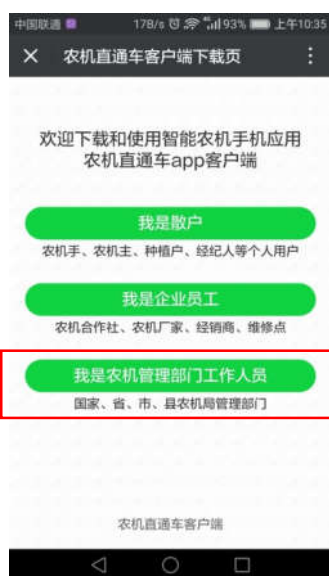 中国联通 17B/s 93% 上午10:35
× 农机直通车客户端下载页
欢迎下载和使用智能农机手机应用
农机直通车app客户端
我是散户
农机手、农机主、种植户、经纪人等个人用户
我是企业员工
农机合作社、农机厂家、经销商、维修点
我是农机管理部门工作人员
国家、省、市、县农机局管理部门
农机直通车客户端